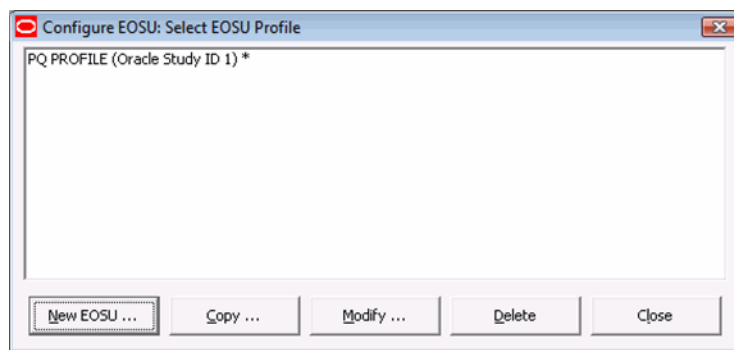 Configure EOSU: Select EOSU Profile
PQ PROFILE (Oracle Study ID 1) *
New EOSU ... Copy ... Modify ... Delete Close